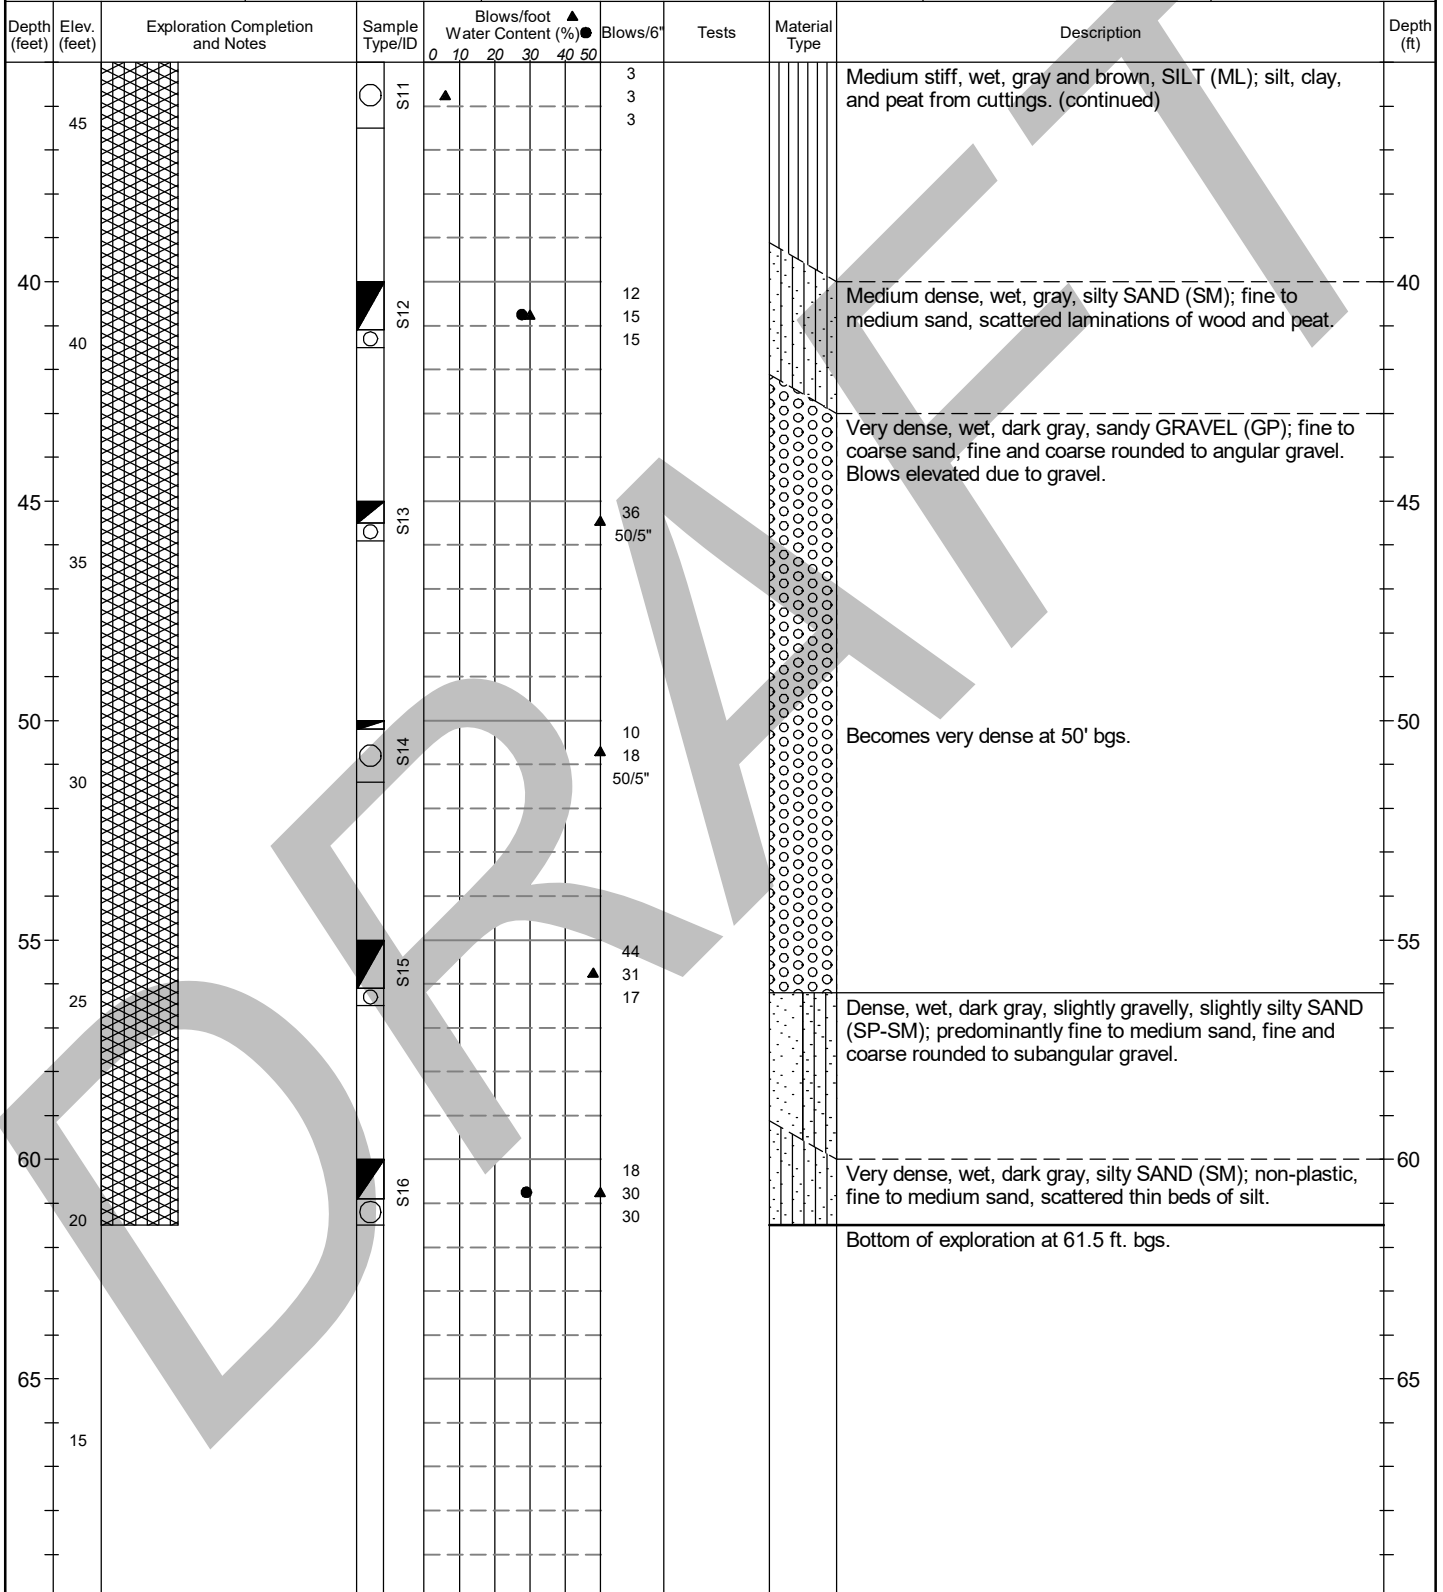 Depth
(feet)
Elev.
(feet)
Exploration Completion
and Notes
Sample
Type/ID
Blows/foot ▲
Water Content (%)●
0 10 20 30 40 50
Blows/6"
Tests
Material
Type
Description
Depth
(ft)
S11
3
3
3
Medium stiff, wet, gray and brown, SILT (ML); silt, clay,
and peat from cuttings. (continued)
45
40
S12
12
15
15
Medium dense, wet, gray, silty SAND (SM); fine to
medium sand, scattered laminations of wood and peat.
40
40
Very dense, wet, dark gray, sandy GRAVEL (GP); fine to
coarse sand, fine and coarse rounded to angular gravel.
Blows elevated due to gravel.
45
S13
36
50/5"
45
35
50
S14
10
18
50/5"
Becomes very dense at 50' bgs.
50
30
55
S15
44
31
17
55
25
Dense, wet, dark gray, slightly gravelly, slightly silty SAND
(SP-SM); predominantly fine to medium sand, fine and
coarse rounded to subangular gravel.
60
S16
18
30
30
Very dense, wet, dark gray, silty SAND (SM); non-plastic,
fine to medium sand, scattered thin beds of silt.
60
20
Bottom of exploration at 61.5 ft. bgs.
65
65
15
DRAFT